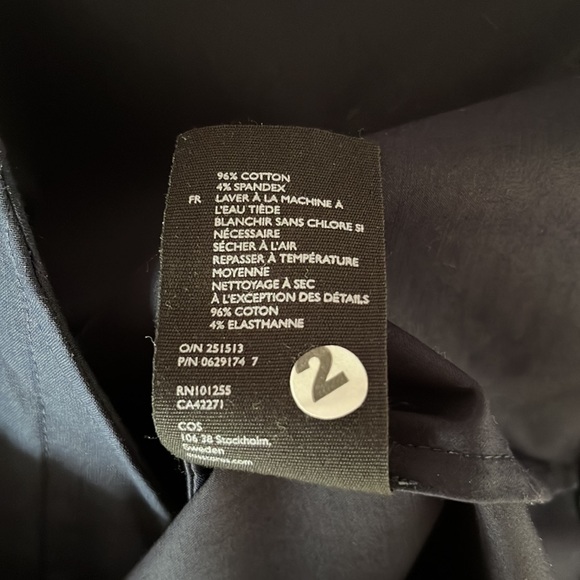 96% COTTON
4% SPANDEX
FR LAVER À LA MACHINE À
L'EAU TIÈDE
BLANCHIR SANS CHLORE SI
NÉCESSAIRE
SÉCHER À L'AIR
REPASSER À TEMPÉRATURE
MOYENNE
NETTOYAGE À SEC
À L'EXCEPTION DES DÉTAILS
96% COTON
4% ELASTHANNE
O/N 251513
P/N 0629174 7
2
RN101255
CA42271
COS
106 38 Stockholm,
Sweden